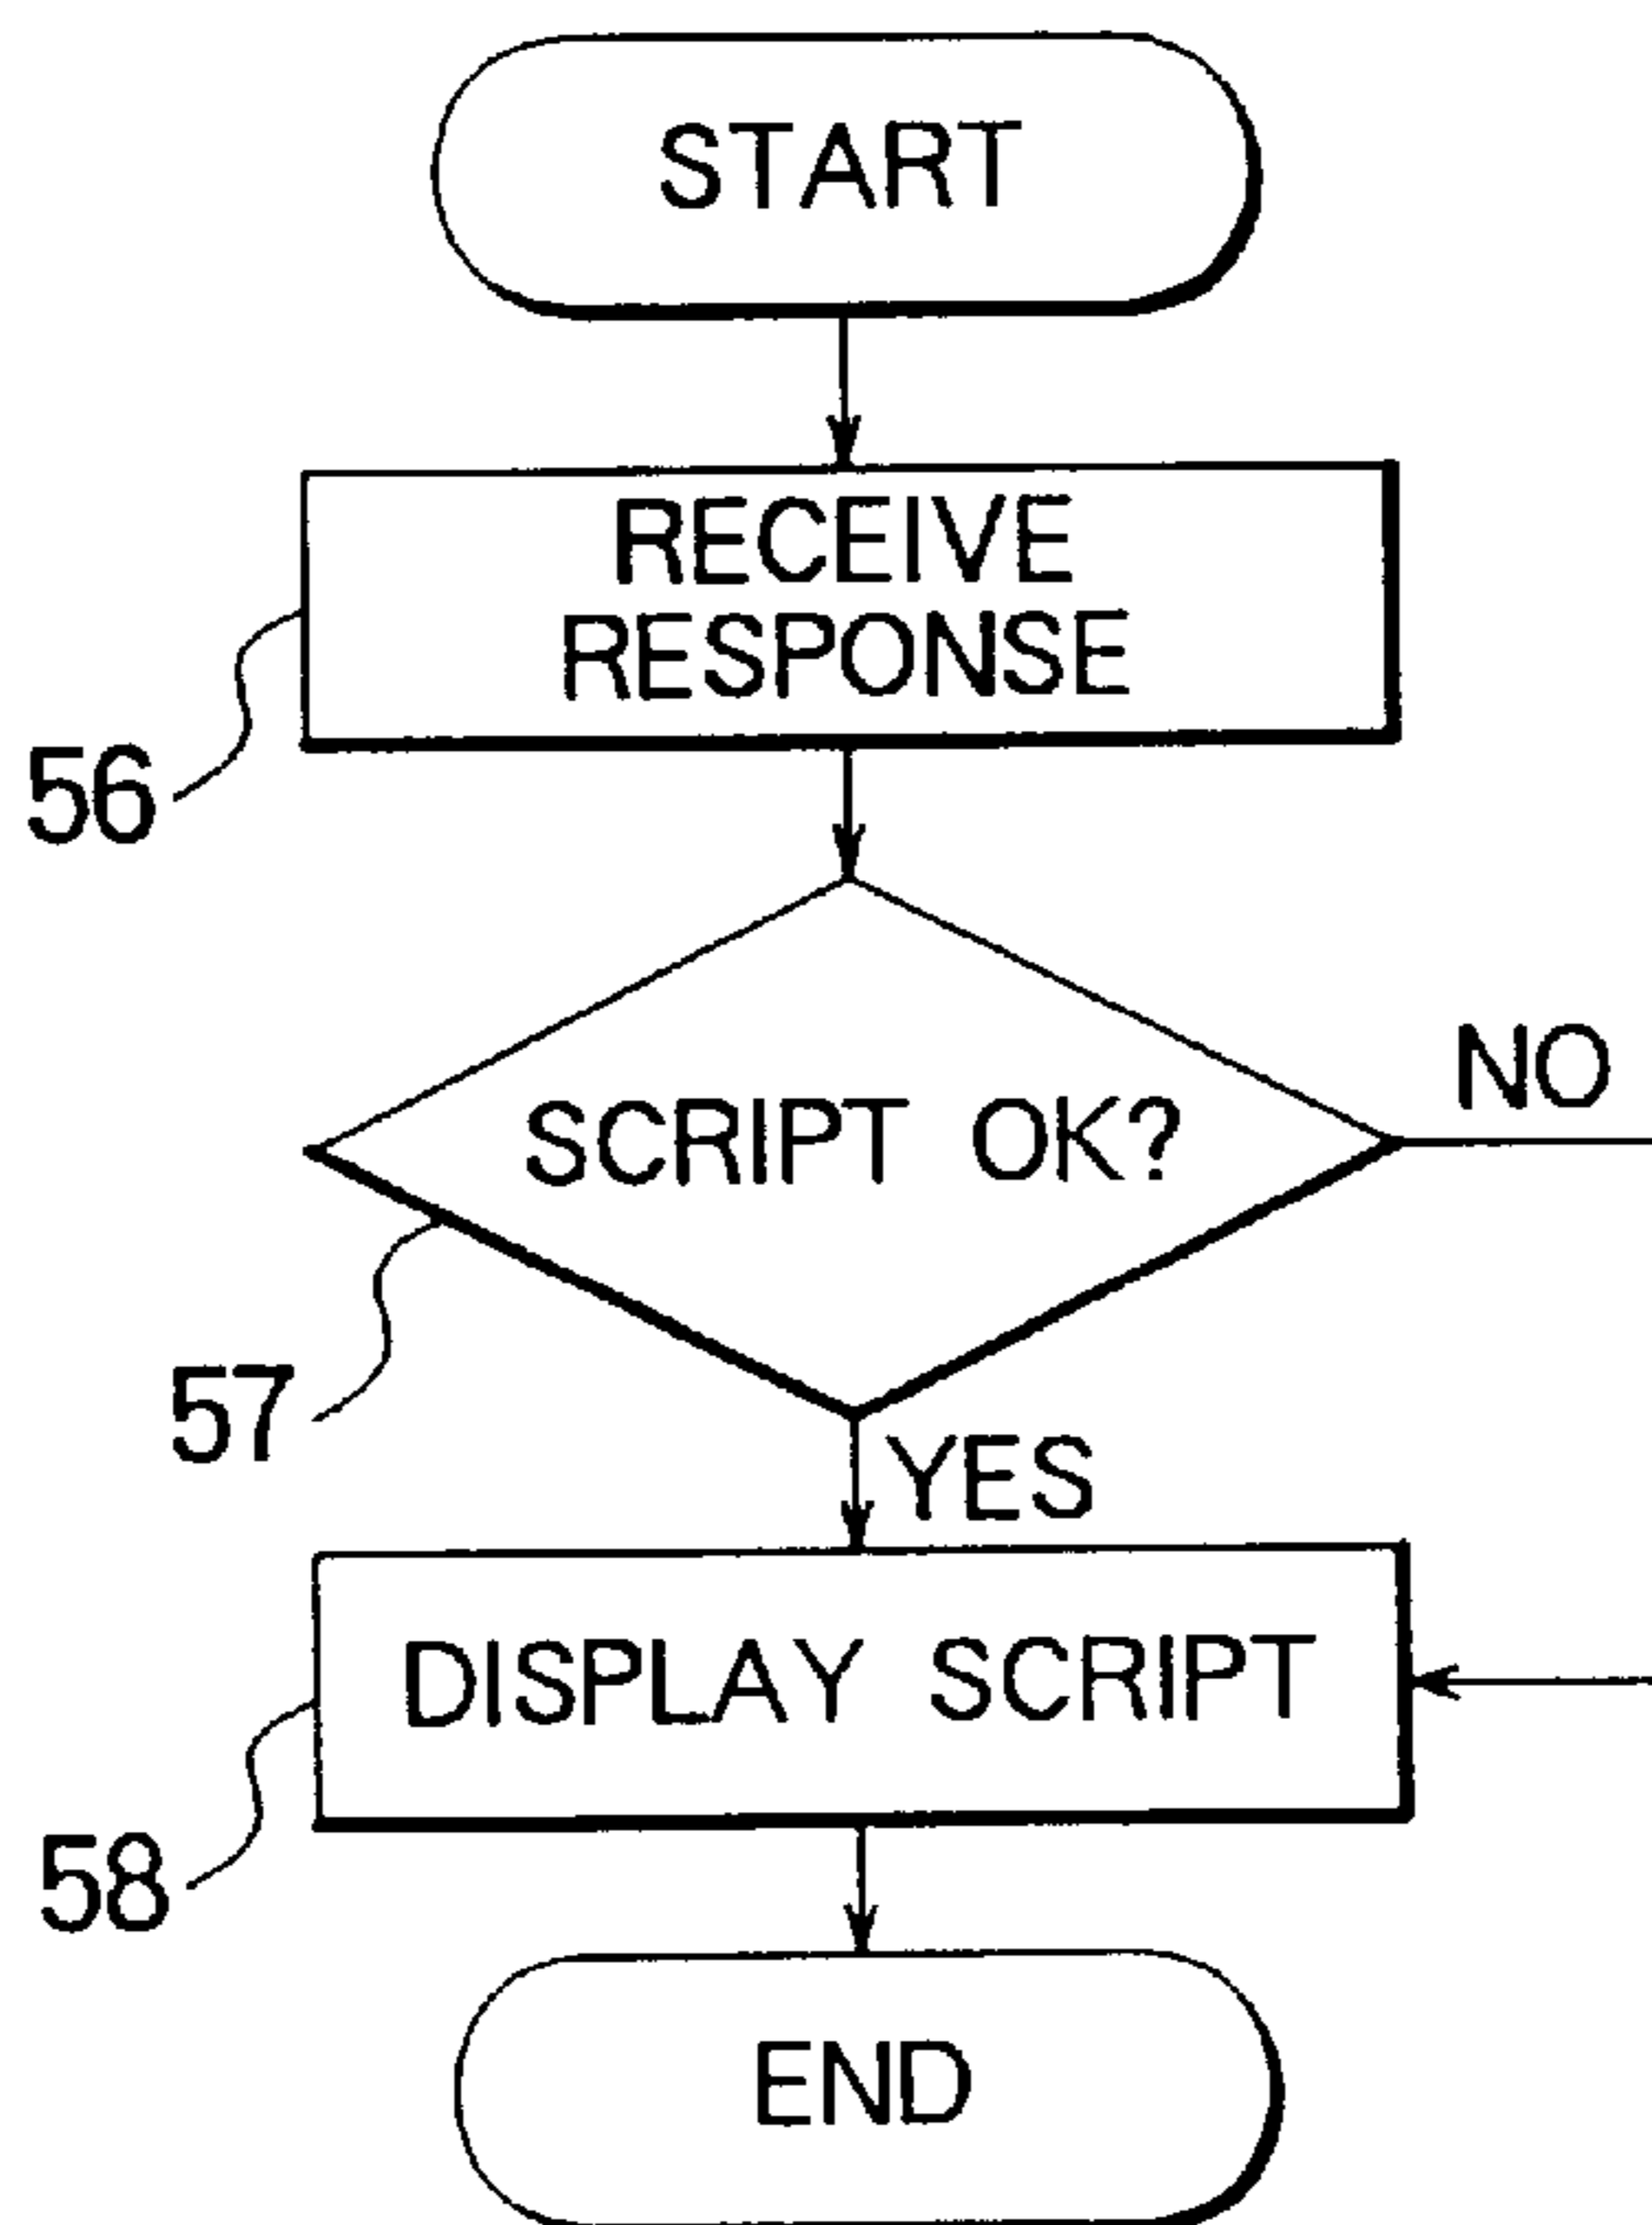 START
RECEIVE
RESPONSE
56
SCRIPT OK?
NO
57
YES
DISPLAY SCRIPT
58
END